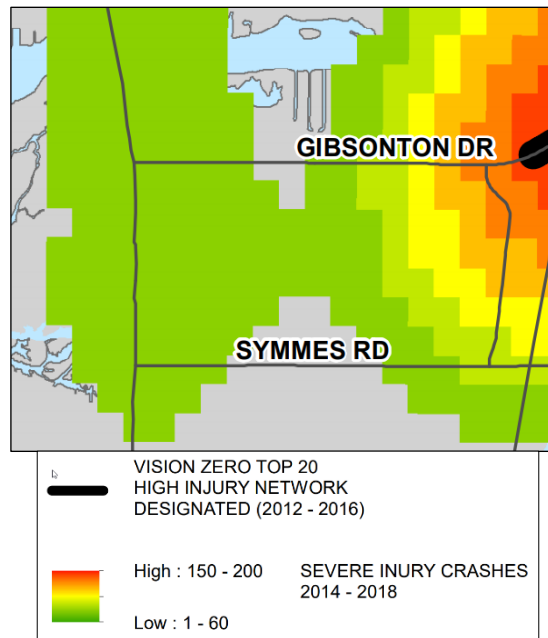 GIBSONTON DR
SYMMES RD
VISION ZERO TOP 20
HIGH INJURY NETWORK
DESIGNATED (2012 - 2016)
High : 150 - 200 SEVERE INURY CRASHES
2014 - 2018
Low : 1 - 60